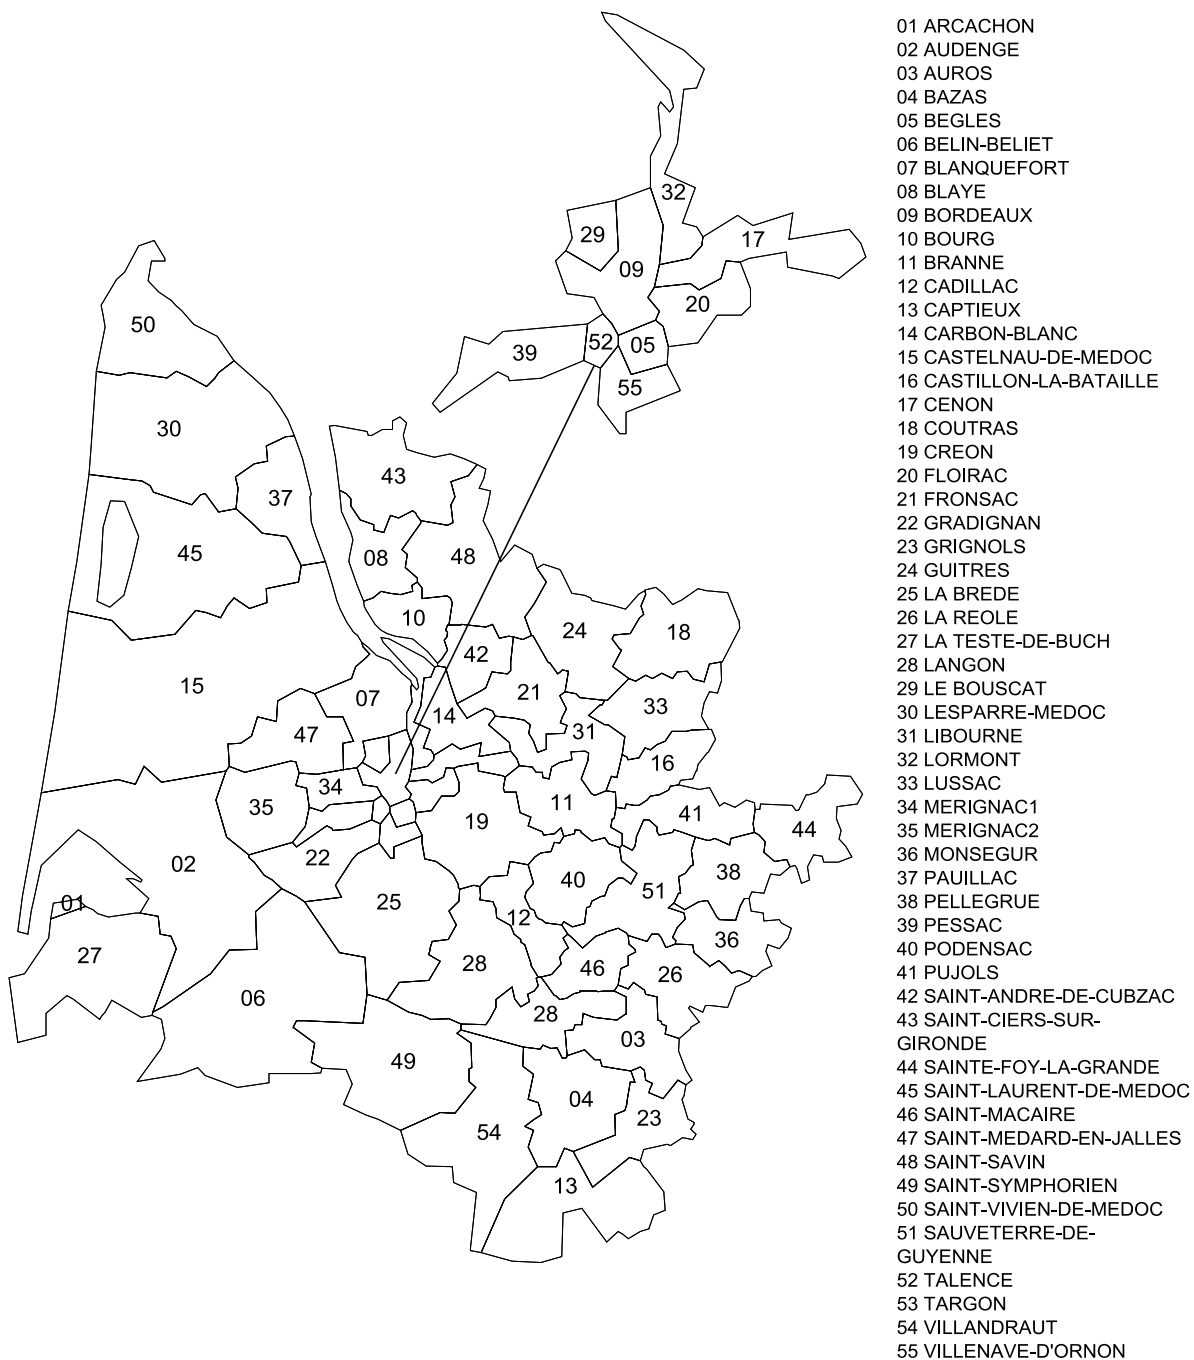 01 ARCACHON
02 AUDENGE
03 AUROS
04 BAZAS
05 BEGLES
06 BELIN-BELIET
07 BLANQUEFORT
08 BLAYE
09 BORDEAUX
10 BOURG
11 BRANNE
12 CADILLAC
13 CAPTIEUX
14 CARBON-BLANC
15 CASTELNAU-DE-MEDOC
16 CASTILLON-LA-BATAILLE
17 CENON
18 COUTRAS
19 CREON
20 FLOIRAC
21 FRONSAC
22 GRADIGNAN
23 GRIGNOLS
24 GUITRES
25 LA BREDE
26 LA REOLE
27 LA TESTE-DE-BUCH
28 LANGON
29 LE BOUSCAT
30 LESPARRE-MEDOC
31 LIBOURNE
32 LORMONT
33 LUSSAC
34 MERIGNAC1
35 MERIGNAC2
36 MONSEGUR
37 PAUILLAC
38 PELLEGRUE
39 PESSAC
40 PODENSAC
41 PUJOLS
42 SAINT-ANDRE-DE-CUBZAC
43 SAINT-CIERS-SUR-
GIRONDE
44 SAINTE-FOY-LA-GRANDE
45 SAINT-LAURENT-DE-MEDOC
46 SAINT-MACAIRE
47 SAINT-MEDARD-EN-JALLES
48 SAINT-SAVIN
49 SAINT-SYMPHORIEN
50 SAINT-VIVIEN-DE-MEDOC
51 SAUVETERRE-DE-
GUYENNE
52 TALENCE
53 TARGON
54 VILLANDRAUT
55 VILLENAVE-D'ORNON
32
29
17
09
20
50
52
05
39
55
30
43
37
45
08
48
10
24
18
42
15
21
07
33
14
31
47
16
34
35
11
41
19
44
22
02
38
40
51
25
01
12
36
27
28
46
26
06
28
03
49
04
23
54
13